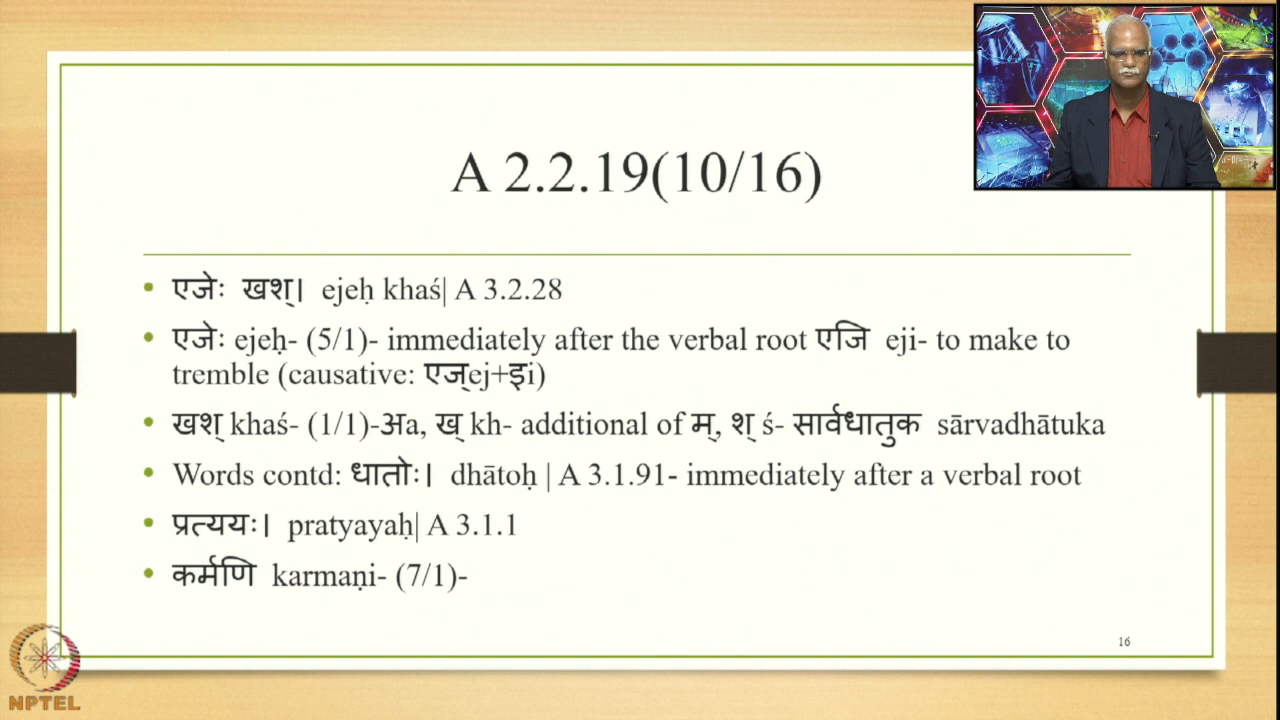 A 2.2.19(10/16)
• एजेः खश्। ejeḥ khaś| A 3.2.28
• एजेः ejeḥ- (5/1)- immediately after the verbal root एजि eji- to make to
tremble (causative: एज्ej+इi)
• खश् khaś- (1/1)-अa, ख् kh- additional of म्, श् ś- सार्वधातुक sārvadhātuka
• Words contd: धातोः। dhātoḥ | A 3.1.91- immediately after a verbal root
• प्रत्ययः। pratyayaḥ| A 3.1.1
• कर्मणि karmaṇi- (7/1)-
16
NPTEL